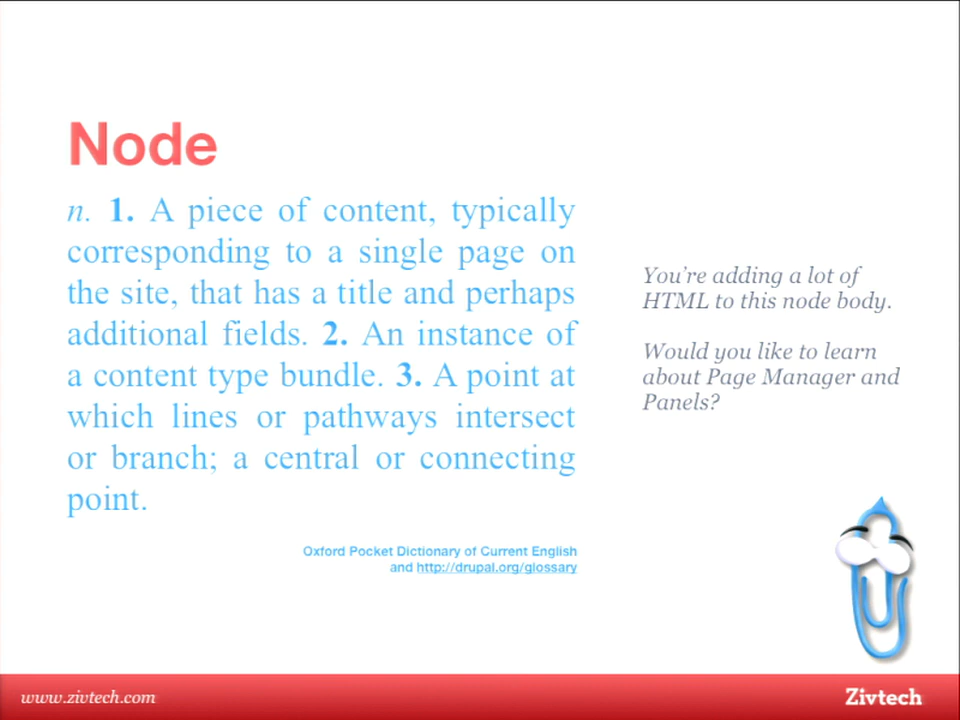 Node
n. 1. A piece of content, typically
corresponding to a single page on
the site, that has a title and perhaps
additional fields. 2. An instance of
a content type bundle. 3. A point at
which lines or pathways intersect
or branch; a central or connecting
point.
Oxford Pocket Dictionary of Current English
and http://drupal.org/glossary
You're adding a lot of
HTML to this node body.
Would you like to learn
about Page Manager and
Panels?
www.zivtech.com
Zivtech